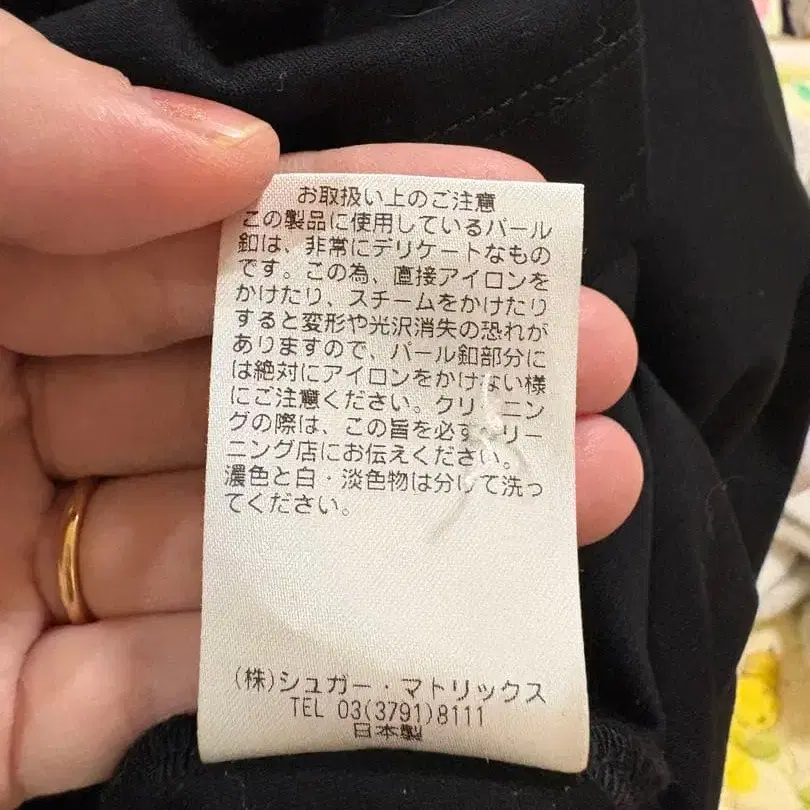 お取扱い上のご注意
この製品に使用しているパール
釦は、非常にデリケートなもの
です。この為、直接アイロンを
かけたり、スチームをかけたり
すると変形や光沢消失の恐れが
ありますので、パール釦部分に
は絶対にアイロンをかけない様
にご注意ください。クリーニン
グの際は、この旨を必ずクリー
ニング店にお伝えください。
濃色と白・淡色物は分けて洗っ
てください。
(株)シュガー・マトリックス
TEL 03(3791)8111
日本製